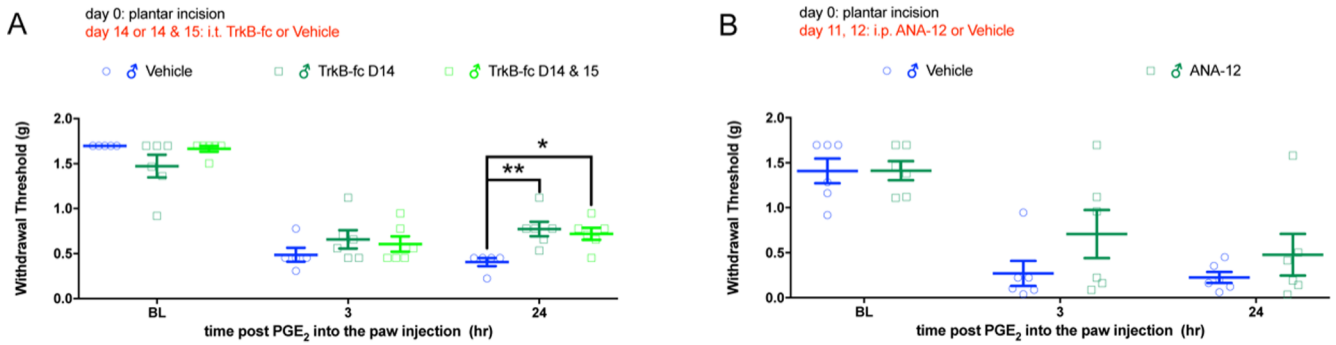 A
day 0: plantar incision
day 14 or 14 & 15: i.t. TrkB-fc or Vehicle
♂ Vehicle
♂ TrkB-fc D14
♂ TrkB-fc D14 & 15
Withdrawal Threshold (g)
2.0
1.5
1.0
0.5
0.0
**
*
BL
3
24
time post PGE₂ into the paw injection (hr)
B
day 0: plantar incision
day 11, 12: i.p. ANA-12 or Vehicle
♂ Vehicle
♂ ANA-12
Withdrawal Threshold (g)
2.0
1.5
1.0
0.5
0.0
BL
3
24
time post PGE₂ into the paw injection (hr)